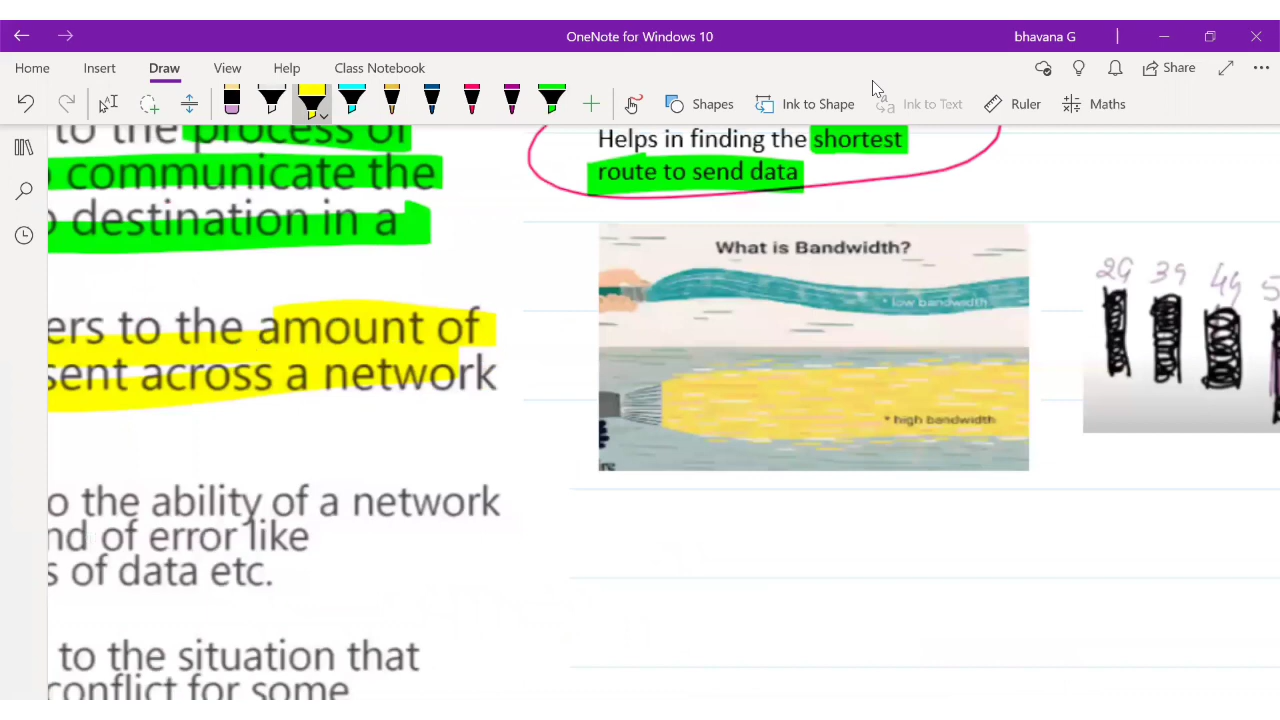 OneNote for Windows 10
bhavana G
Home Insert Draw View Help Class Notebook
Share
Shapes Ink to Shape Ink to Text Ruler Maths
to the process of
communicate the
destination in a
ers to the amount of
sent across a network
o the ability of a network
nd of error like
s of data etc.
to the situation that
conflict for some
Helps in finding the shortest
route to send data
What is Bandwidth?
* low bandwidth
* high bandwidth
2G 3G 4G 5